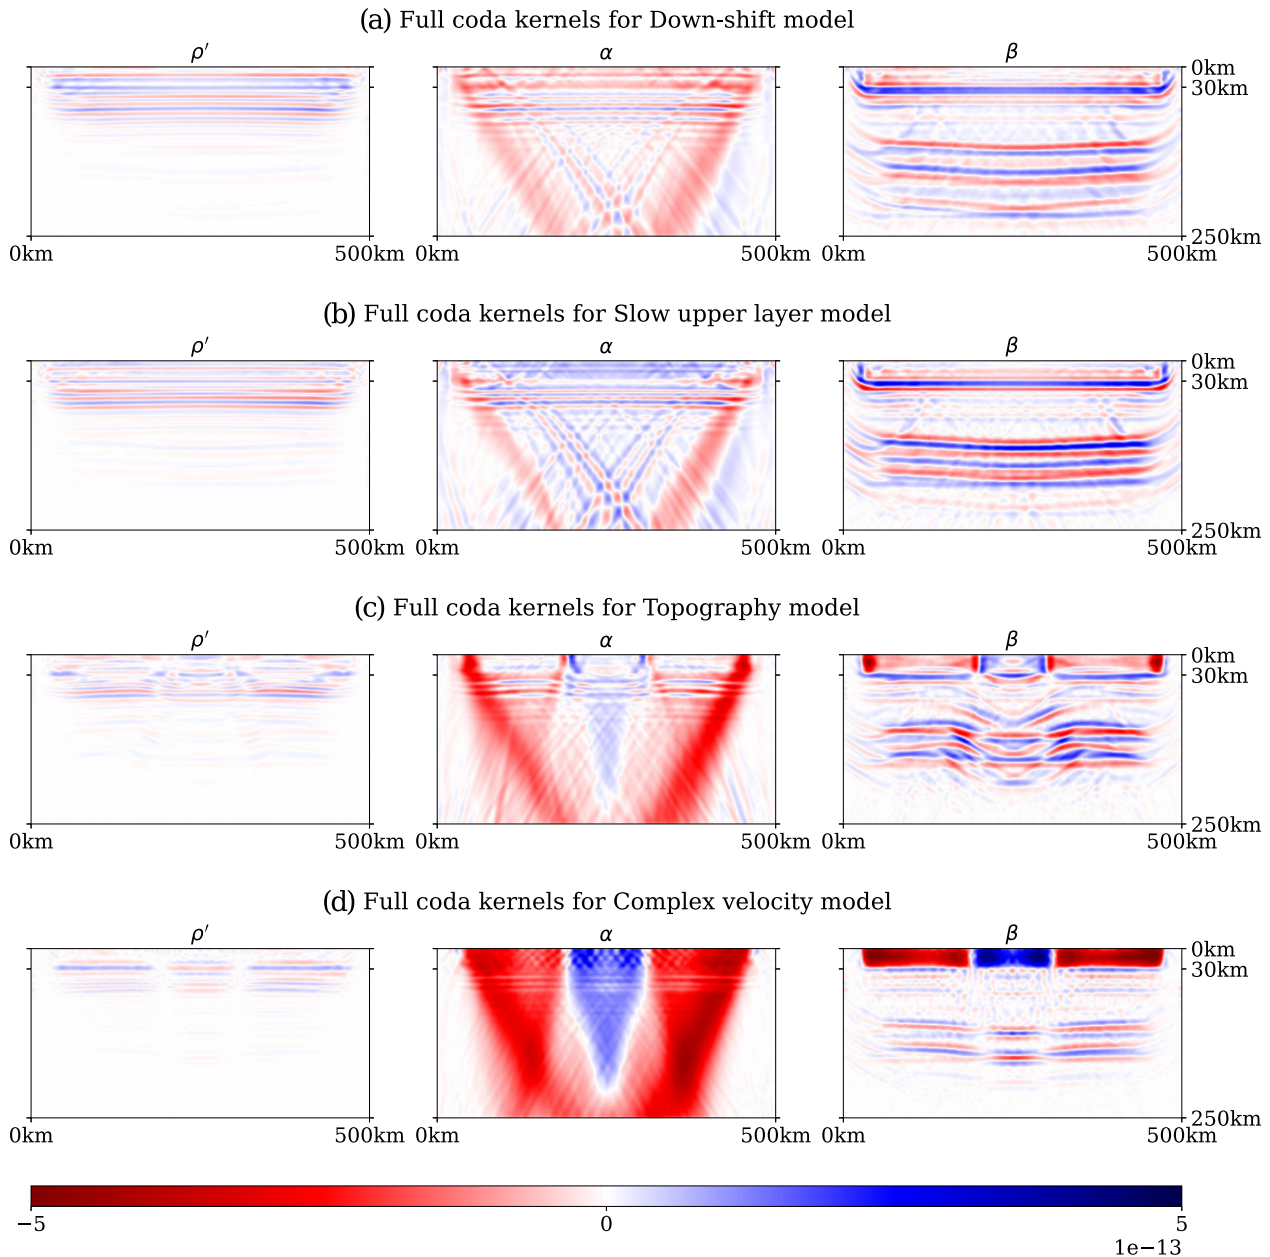 (a) Full coda kernels for Down-shift model
ρ′ α β
0km
30km
250km
0km 500km 0km 500km 0km 500km
(b) Full coda kernels for Slow upper layer model
ρ′ α β
0km
30km
250km
0km 500km 0km 500km 0km 500km
(c) Full coda kernels for Topography model
ρ′ α β
0km
30km
250km
0km 500km 0km 500km 0km 500km
(d) Full coda kernels for Complex velocity model
ρ′ α β
0km
30km
250km
0km 500km 0km 500km 0km 500km
−5 0 5
1e−13